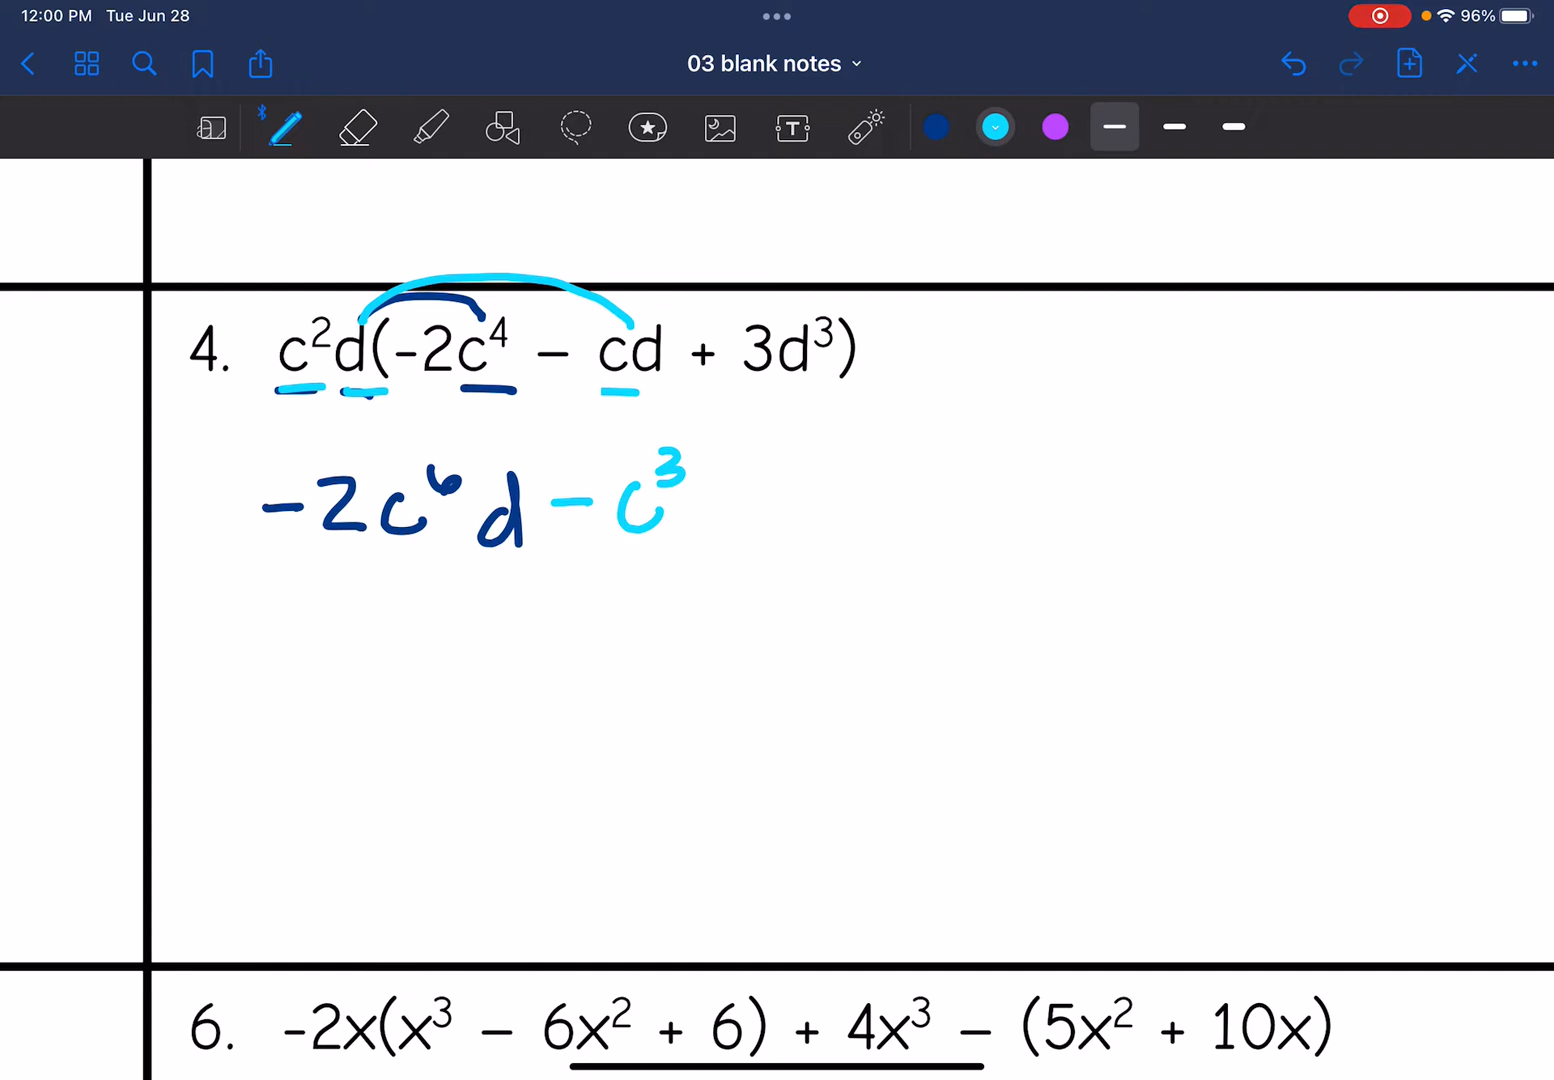 12:00 PM Tue Jun 28 96%
03 blank notes
T
4. c²d(-2c⁴ – cd + 3d³)
-2c⁶d - c³
6. -2x(x³ – 6x² + 6) + 4x³ – (5x² + 10x)